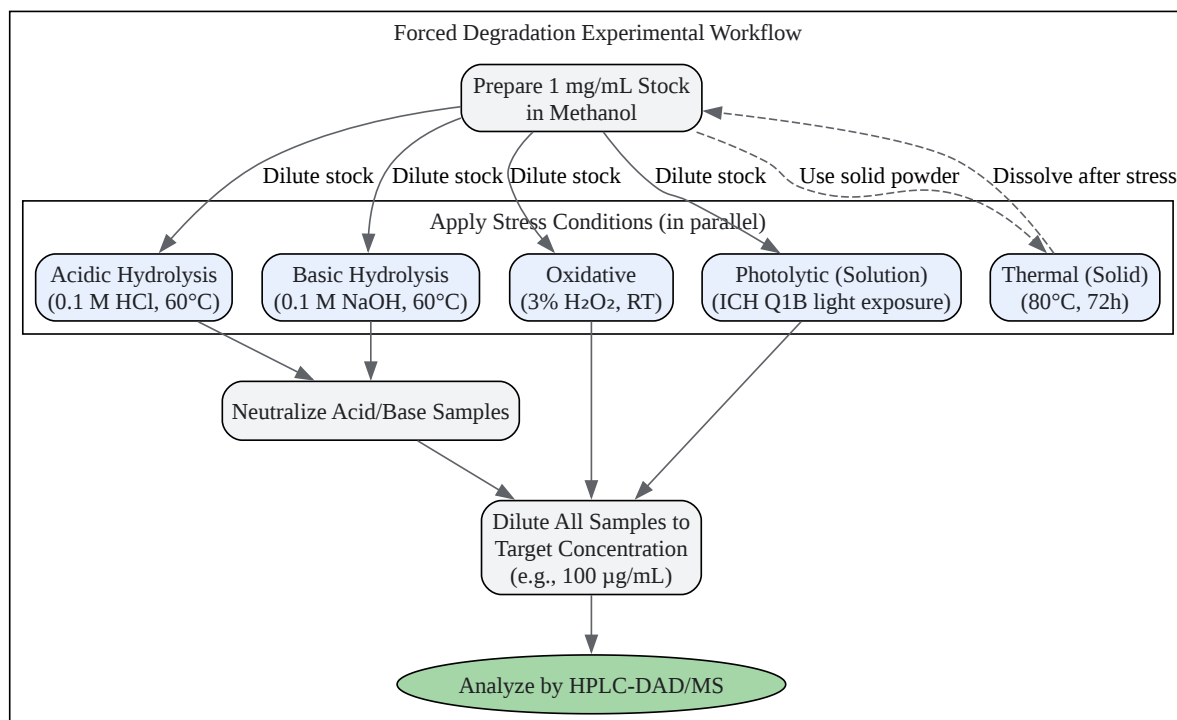 Forced Degradation Experimental Workflow
Prepare 1 mg/mL Stock
in Methanol
Dilute stock
Dilute stock
Dilute stock
Dilute stock
Use solid powder
Dissolve after stress
Apply Stress Conditions (in parallel)
Acidic Hydrolysis
(0.1 M HCl, 60°C)
Basic Hydrolysis
(0.1 M NaOH, 60°C)
Oxidative
(3% H₂O₂, RT)
Photolytic (Solution)
(ICH Q1B light exposure)
Thermal (Solid)
(80°C, 72h)
Neutralize Acid/Base Samples
Dilute All Samples to
Target Concentration
(e.g., 100 µg/mL)
Analyze by HPLC-DAD/MS